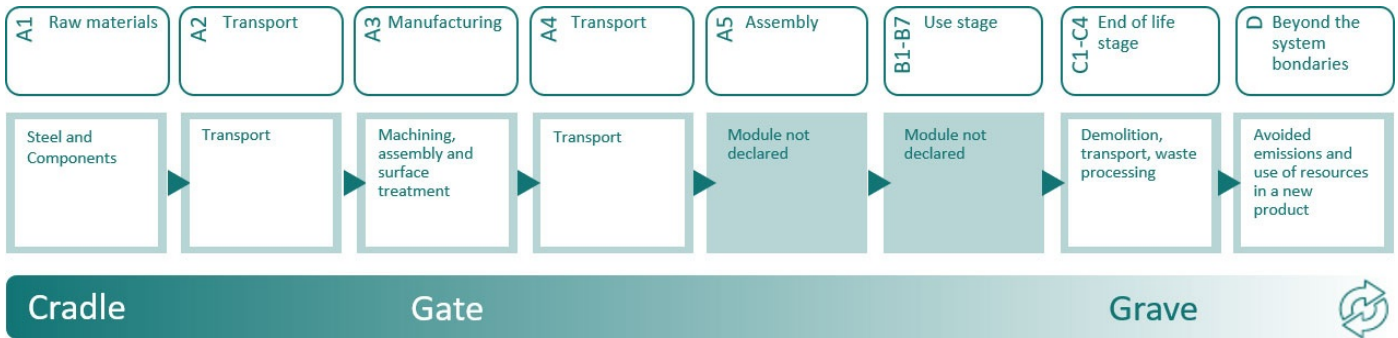 A1 Raw materials
A2 Transport
A3 Manufacturing
A4 Transport
A5 Assembly
B1-B7 Use stage
C1-C4 End of life
stage
D Beyond the
system
bondaries
Steel and
Components
Transport
Machining,
assembly and
surface
treatment
Transport
Module not
declared
Module not
declared
Demolition,
transport, waste
processing
Avoided
emissions and
use of resources
in a new
product
Cradle
Gate
Grave